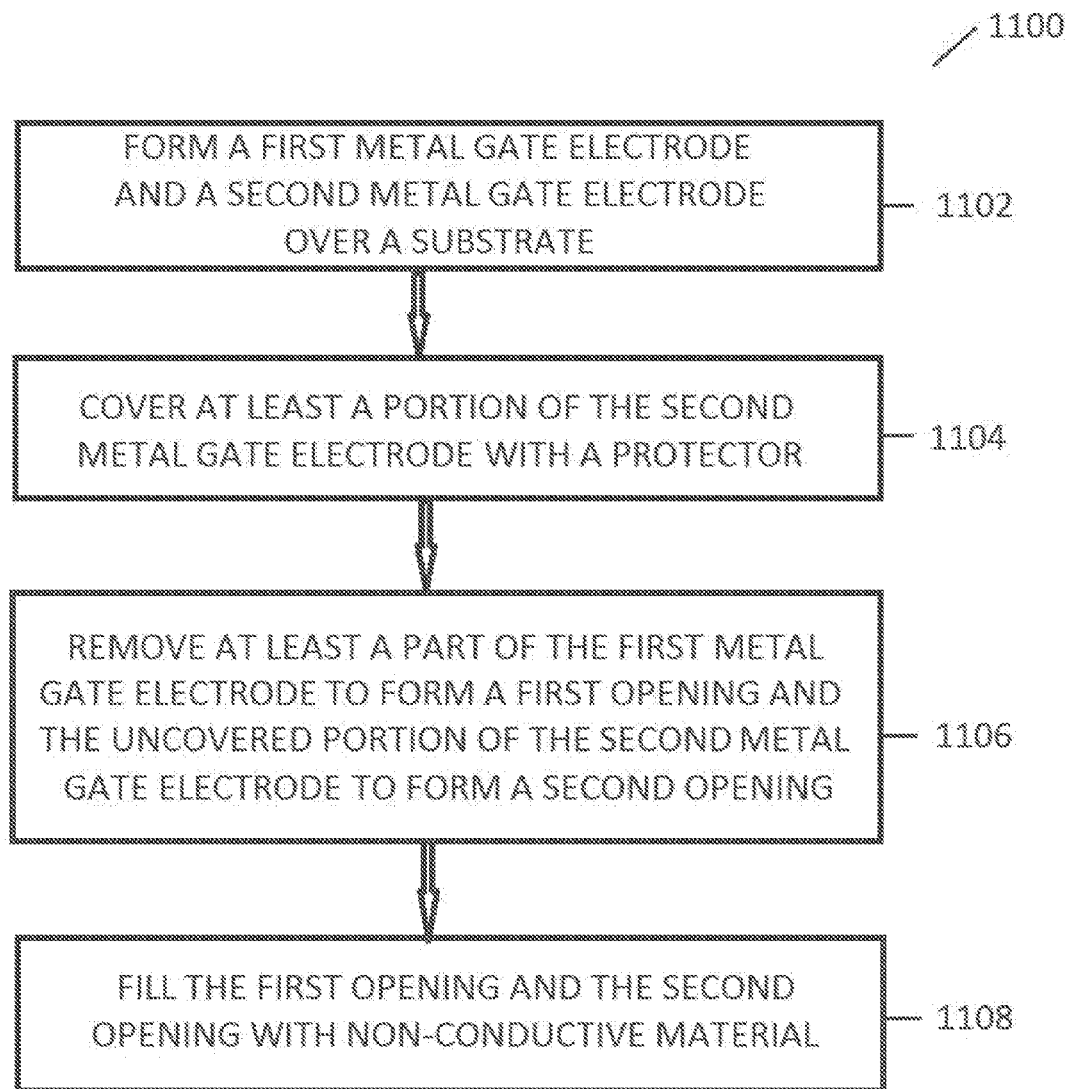 1100
FORM A FIRST METAL GATE ELECTRODE
AND A SECOND METAL GATE ELECTRODE
OVER A SUBSTRATE
1102
COVER AT LEAST A PORTION OF THE SECOND
METAL GATE ELECTRODE WITH A PROTECTOR
1104
REMOVE AT LEAST A PART OF THE FIRST METAL
GATE ELECTRODE TO FORM A FIRST OPENING AND
THE UNCOVERED PORTION OF THE SECOND METAL
GATE ELECTRODE TO FORM A SECOND OPENING
1106
FILL THE FIRST OPENING AND THE SECOND
OPENING WITH NON-CONDUCTIVE MATERIAL
1108